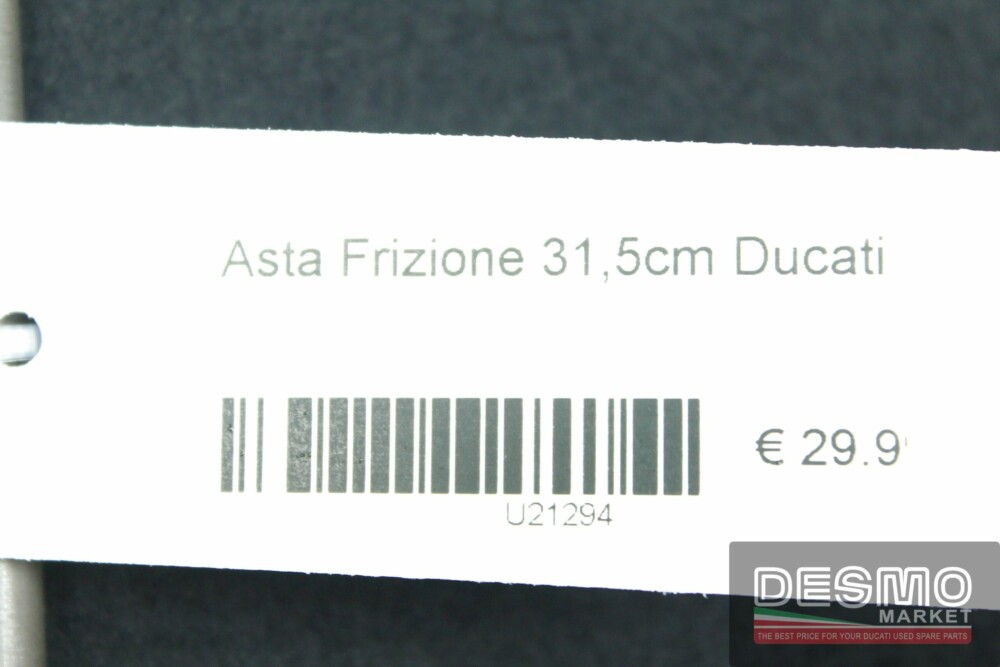 Asta Frizione 31,5cm Ducati
€ 29.9
U21294
DESMO
MARKET
THE BEST PRICE FOR YOUR DUCATI USED SPARE PARTS